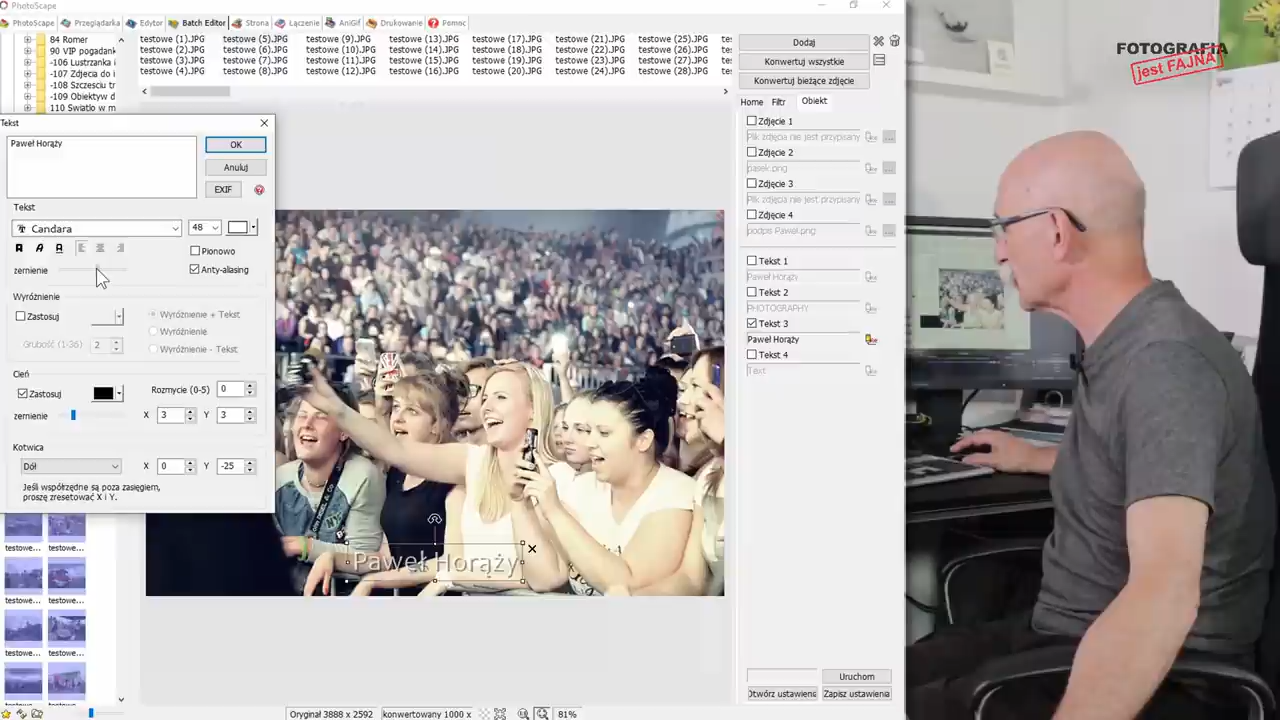 PhotoScape
PhotoScape
Przeglądarka
Edytor
Batch Editor
Strona
Łączenie
AniGif
Drukowanie
Pomoc
84 Romer
90 VIP pogadank
-106 Lustrzanka i
-107 Zdjecia do i
-108 Szczesciu tr
-109 Obiektyw d
110 Swiatlo w m
testowe (1).JPG
testowe (2).JPG
testowe (3).JPG
testowe (4).JPG
testowe (5).JPG
testowe (6).JPG
testowe (7).JPG
testowe (8).JPG
testowe (9).JPG
testowe (10).JPG
testowe (11).JPG
testowe (12).JPG
testowe (13).JPG
testowe (14).JPG
testowe (15).JPG
testowe (16).JPG
testowe (17).JPG
testowe (18).JPG
testowe (19).JPG
testowe (20).JPG
testowe (21).JPG
testowe (22).JPG
testowe (23).JPG
testowe (24).JPG
testowe (25).JPG
testowe (26).JPG
testowe (27).JPG
testowe (28).JPG
Dodaj
Konwertuj wszystkie
Konwertuj bieżące zdjęcie
Home
Filtr
Obiekt
Zdjęcie 1
Plik zdjęcia nie jest przypisany
Zdjęcie 2
pasek.png
Zdjęcie 3
Plik zdjęcia nie jest przypisany
Zdjęcie 4
podpis Pawel.png
Tekst 1
Paweł Horąży
Tekst 2
PHOTOGRAPHY
Tekst 3
Paweł Horąży
Tekst 4
Text
Uruchom
Otwórz ustawienia
Zapisz ustawienia
Tekst
Paweł Horąży
OK
Anuluj
EXIF
Tekst
Candara
48
Pionowo
zernienie
Anty-aliasing
Wyróżnienie
Zastosuj
Wyróżnienie + Tekst
Wyróżnienie
Grubość (1-36)
2
Wyróżnienie - Tekst
Cień
Zastosuj
Rozmycie (0-5)
0
zernienie
X
3
Y
3
Kotwica
Dół
X
0
Y
-25
Jeśli współrzędne są poza zasięgiem,
proszę zresetować X i Y.
Paweł Horąży
testowe...
testowe...
testowe...
testowe...
testowe...
testowe...
Oryginał 3888 x 2592
konwertowany 1000 x
81%
FOTOGRAFIA
jest FAJNA